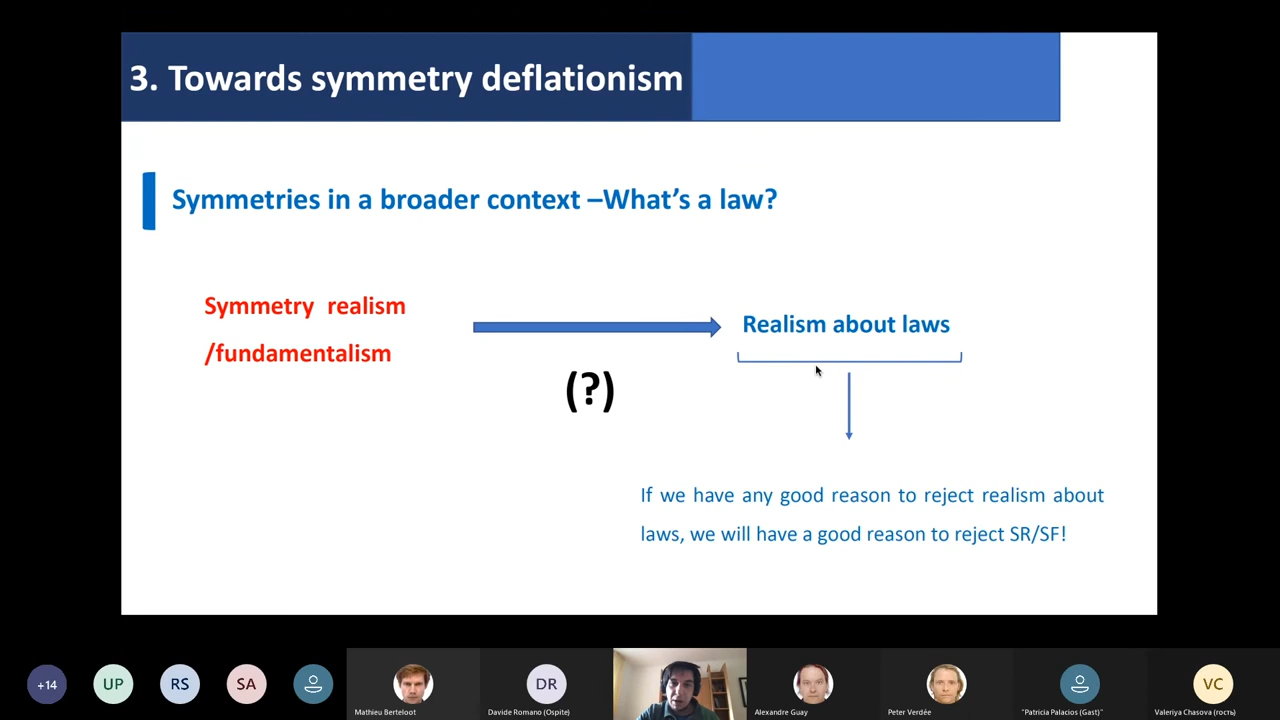 3. Towards symmetry deflationism
Symmetries in a broader context –What's a law?
Symmetry realism
/fundamentalism
(?)
Realism about laws
If we have any good reason to reject realism about
laws, we will have a good reason to reject SR/SF!
+14
UP
RS
SA
Mathieu Berteloot
DR
Davide Romano (Ospite)
Alexandre Guay
Peter Verdée
"Patricia Palacios (Gast)"
VC
Valeriya Chasova (гость)